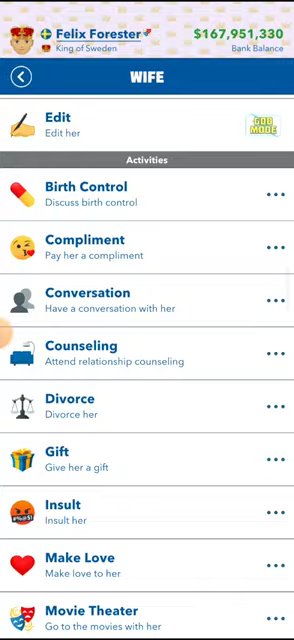 Felix Forester
$167,951,330
King of Sweden
Bank Balance
WIFE
Edit
Edit her
GOD MODE
Activities
Birth Control
Discuss birth control
Compliment
Pay her a compliment
Conversation
Have a conversation with her
Counseling
Attend relationship counseling
Divorce
Divorce her
Gift
Give her a gift
#%@$!
Insult
Insult her
Make Love
Make love to her
Movie Theater
Go to the movies with her